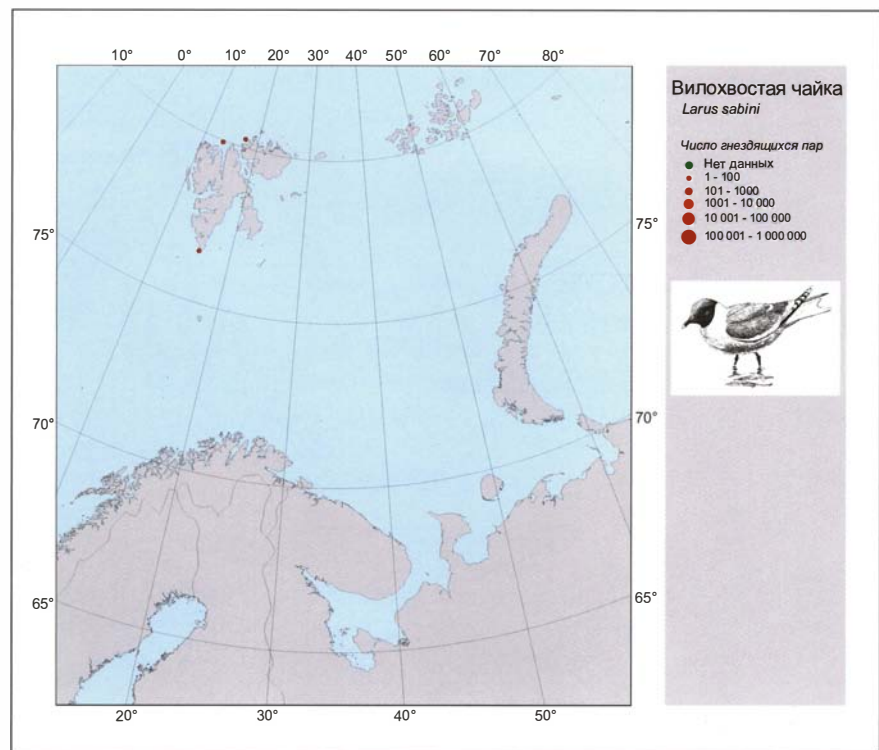 10° 0° 10° 20° 30° 40° 50° 60° 70° 80°
75° 75°
70° 70°
65° 65°
20° 30° 40° 50°
Вилохвостая чайка
Larus sabini
Число гнездящихся пар
Нет данных
1 - 100
101 - 1000
1001 - 10 000
10 001 - 100 000
100 001 - 1 000 000